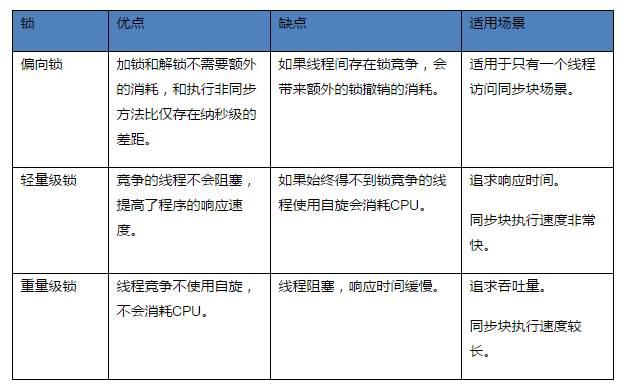 锁
优点
缺点
适用场景
偏向锁
加锁和解锁不需要额外
的消耗，和执行非同步
方法比仅存在纳秒级的
差距。
如果线程间存在锁竞争，会
带来额外的锁撤销的消耗。
适用于只有一个线程
访问同步块场景。
轻量级锁
竞争的线程不会阻塞，
提高了程序的响应速
度。
如果始终得不到锁竞争的线
程使用自旋会消耗CPU。
追求响应时间。
同步块执行速度非常
快。
重量级锁
线程竞争不使用自旋，
不会消耗CPU。
线程阻塞，响应时间缓慢。
追求吞吐量。
同步块执行速度较
长。